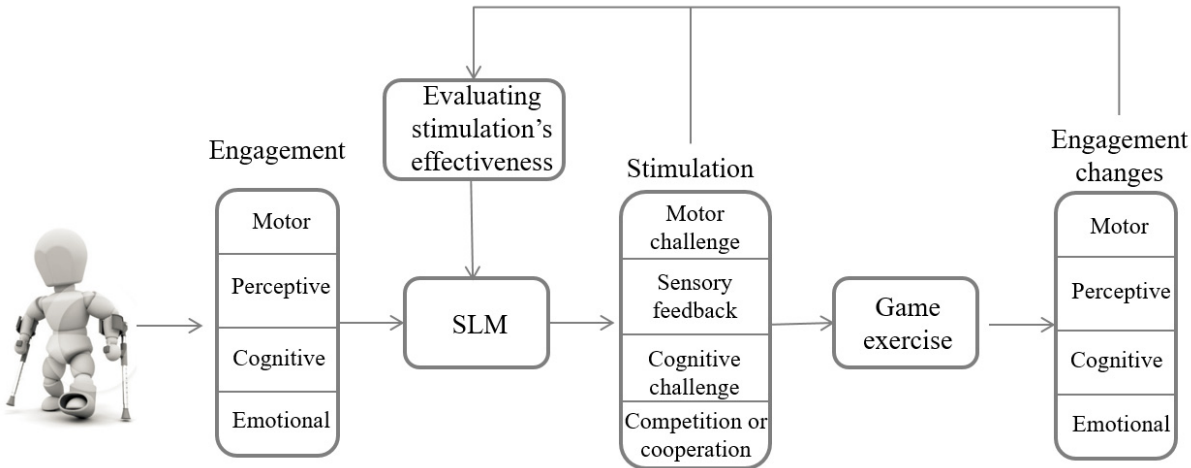 Evaluating
stimulation's
effectiveness
Engagement
Motor
Perceptive
Cognitive
Emotional
SLM
Stimulation
Motor
challenge
Sensory
feedback
Cognitive
challenge
Competition or
cooperation
Game
exercise
Engagement
changes
Motor
Perceptive
Cognitive
Emotional